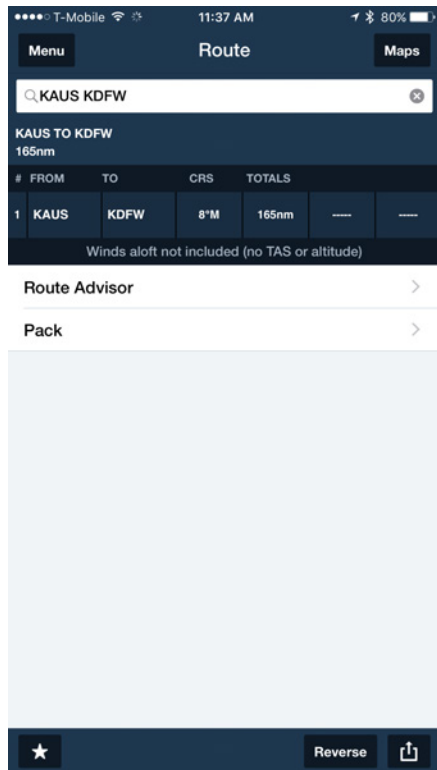 T-Mobile 11:37 AM 80%
Menu Route Maps
KAUS KDFW
KAUS TO KDFW
165nm
# FROM TO CRS TOTALS
1 KAUS KDFW 8°M 165nm ----- -----
Winds aloft not included (no TAS or altitude)
Route Advisor
Pack
Reverse